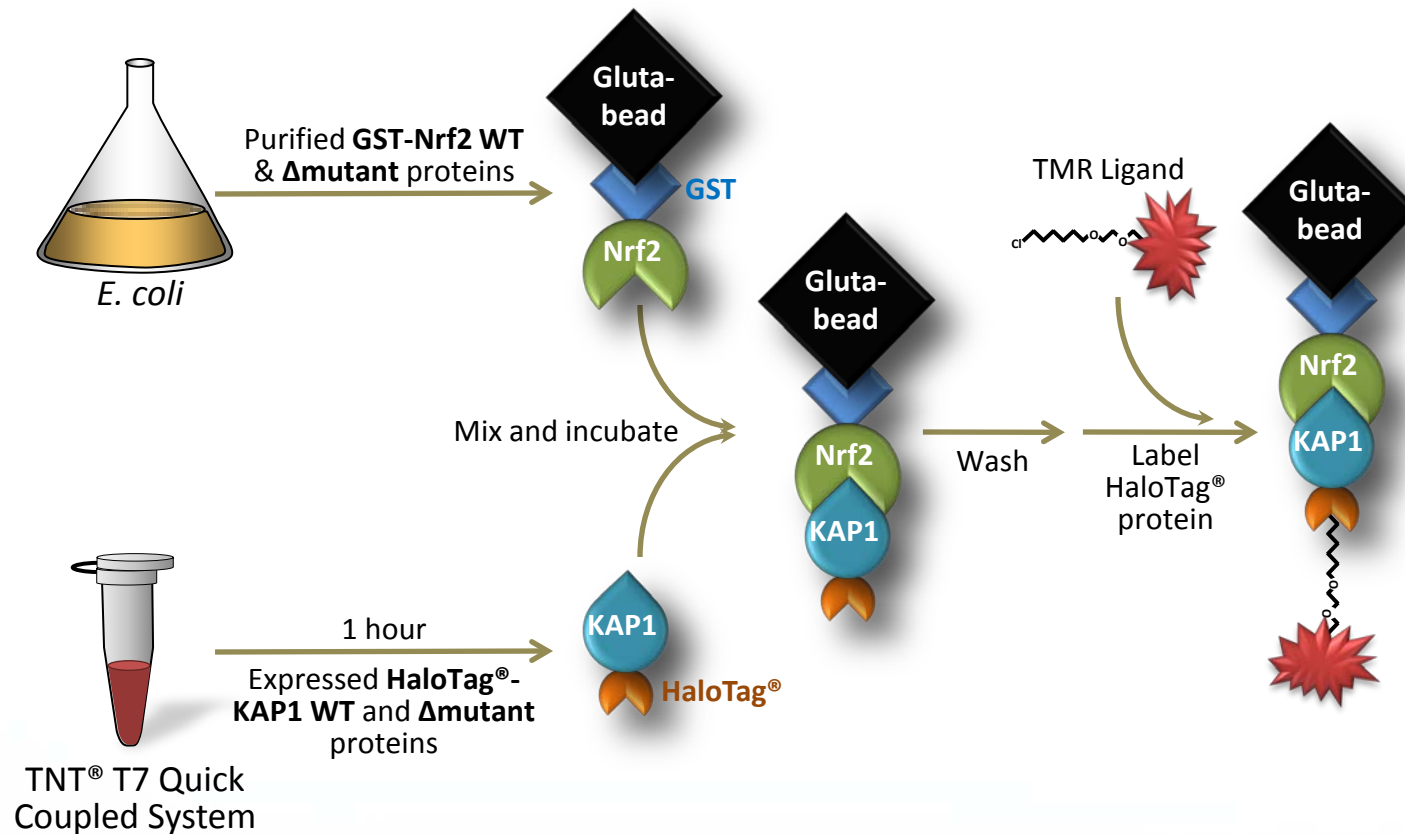 Purified GST-Nrf2 WT
& Δmutant proteins
E. coli
Gluta-
bead
GST
Nrf2
Mix and incubate
1 hour
Expressed HaloTag®-
KAP1 WT and Δmutant
proteins
TNT® T7 Quick
Coupled System
KAP1
HaloTag®
Gluta-
bead
Nrf2
KAP1
Wash
TMR Ligand
Cl
O
O
Label
HaloTag®
protein
Gluta-
bead
Nrf2
KAP1
O
O